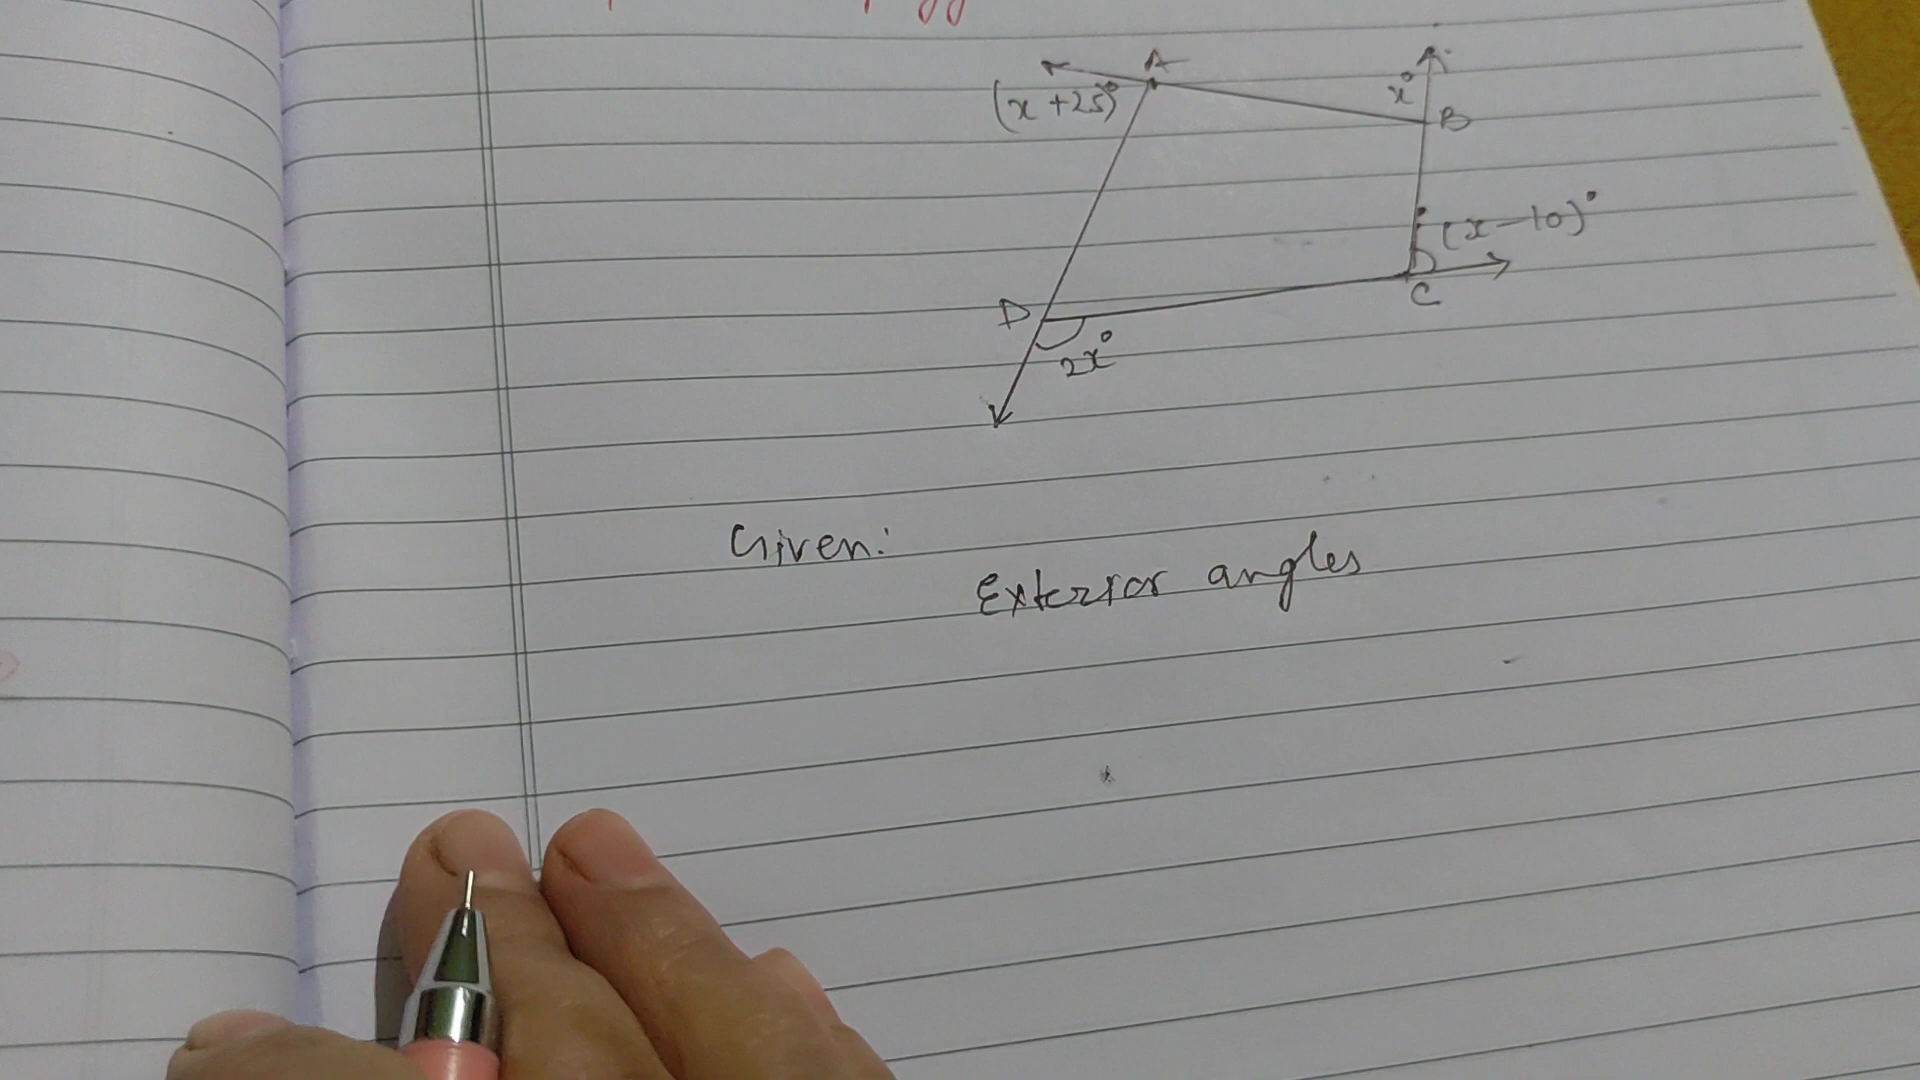 A
(x + 25)°
x°
B
(x - 10)°
C
D
2x°
Given:
Exterior angles